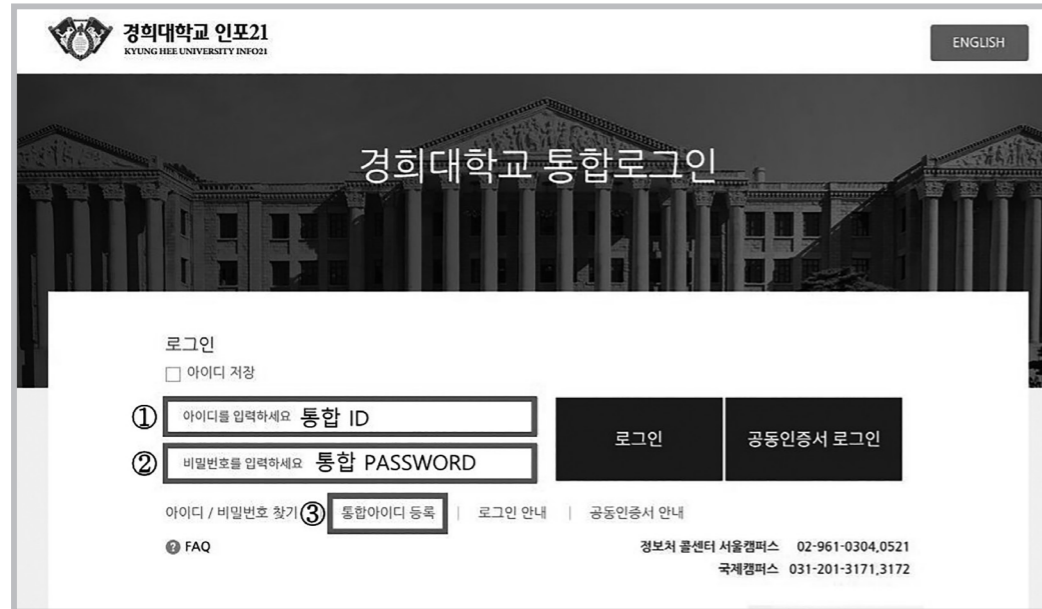 경희대학교 인포21
KYUNG HEE UNIVERSITY INFO21
ENGLISH
경희대학교 통합로그인
로그인
아이디 저장
① 아이디를 입력하세요 통합 ID
② 비밀번호를 입력하세요 통합 PASSWORD
로그인
공동인증서 로그인
아이디 / 비밀번호 찾기 ③ 통합아이디 등록 | 로그인 안내 | 공동인증서 안내
? FAQ
정보처 콜센터 서울캠퍼스 02-961-0304,0521
국제캠퍼스 031-201-3171,3172